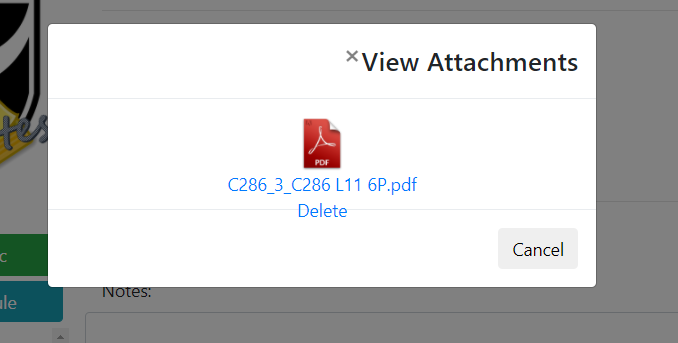 ×View Attachments
PDF
C286_3_C286 L11 6P.pdf
Delete
Cancel
Notes: